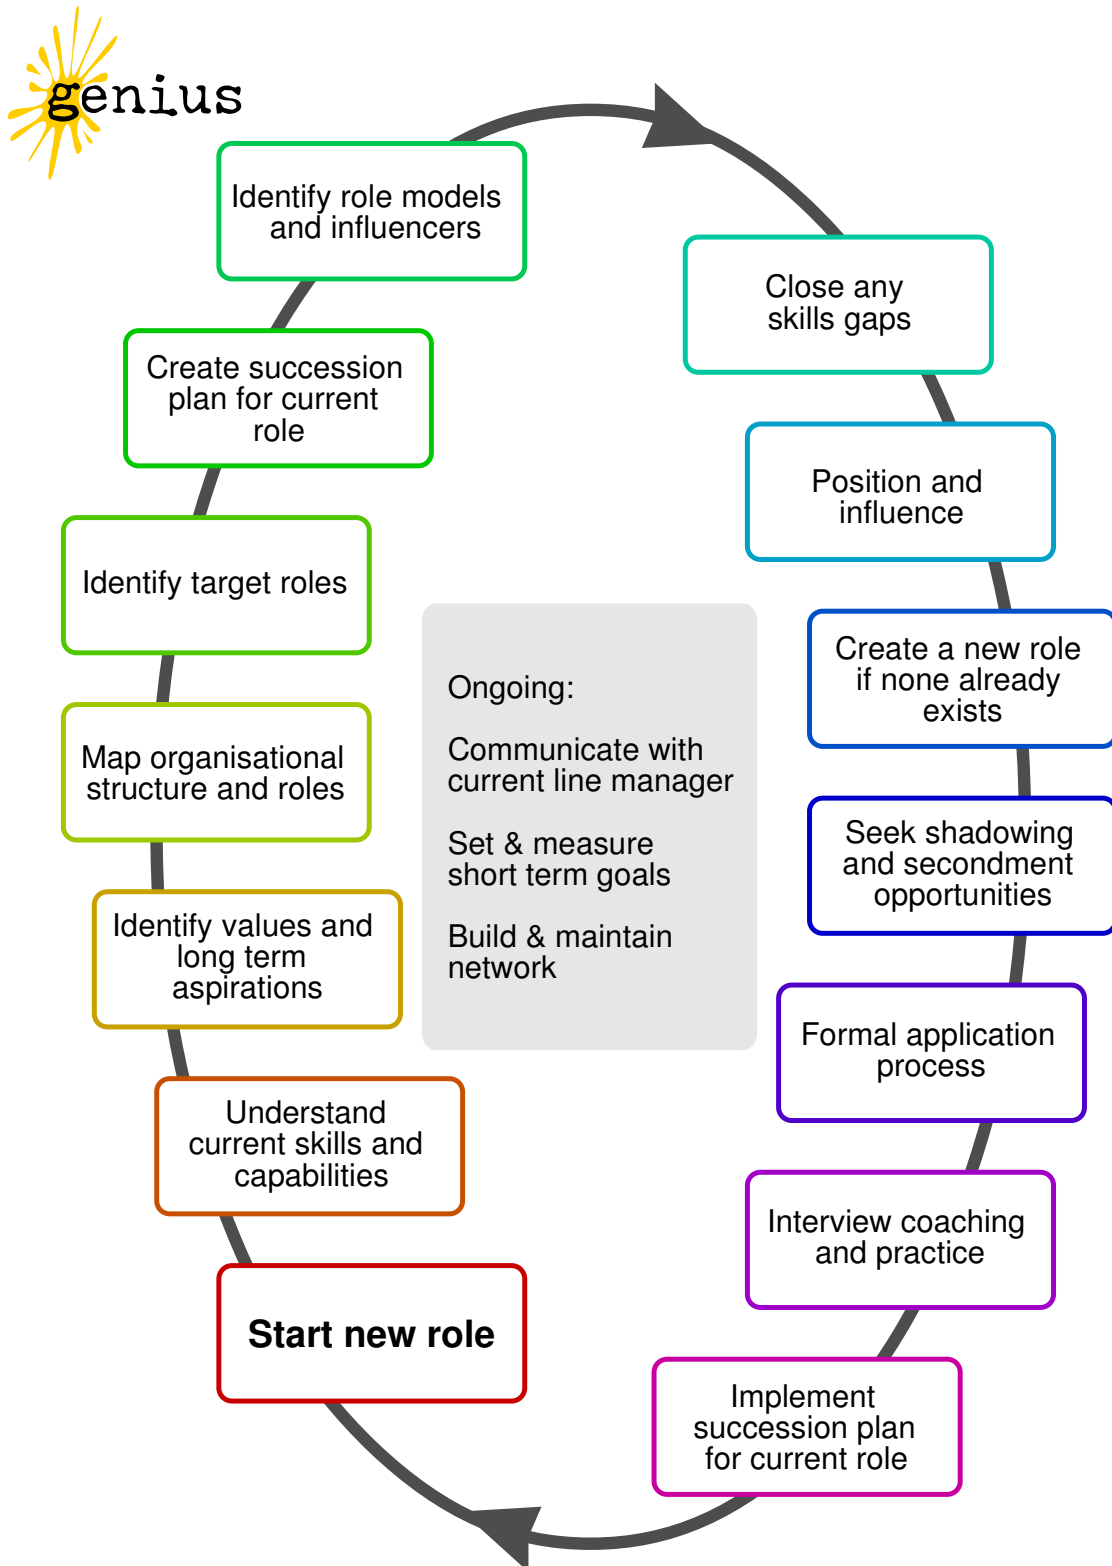 genius
Identify role models
and influencers
Close any
skills gaps
Create succession
plan for current
role
Position and
influence
Identify target roles
Create a new role
if none already
exists
Ongoing:
Communicate with
current line manager
Set & measure
short term goals
Build & maintain
network
Map organisational
structure and roles
Seek shadowing
and secondment
opportunities
Identify values and
long term
aspirations
Formal application
process
Understand
current skills and
capabilities
Interview coaching
and practice
Start new role
Implement
succession plan
for current role